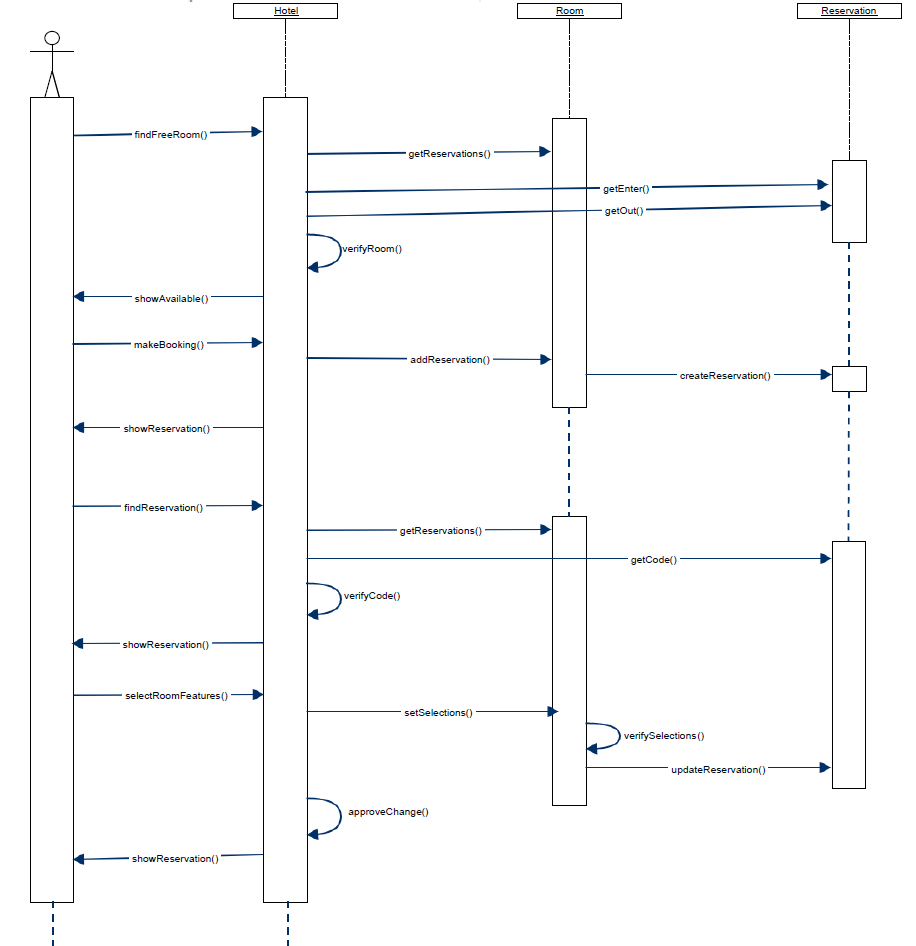 Hotel
Room
Reservation
findFreeRoom()
getReservations()
getEnter()
getOut()
verifyRoom()
showAvailable()
makeBooking()
addReservation()
createReservation()
showReservation()
findReservation()
getReservations()
getCode()
verifyCode()
showReservation()
selectRoomFeatures()
setSelections()
verifySelections()
updateReservation()
approveChange()
showReservation()